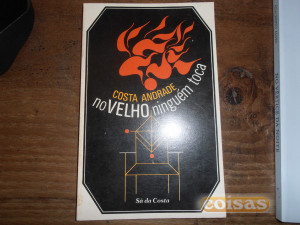 COSTA ANDRADE
no VELHO ninguém toca
Sá da Costa
coisas